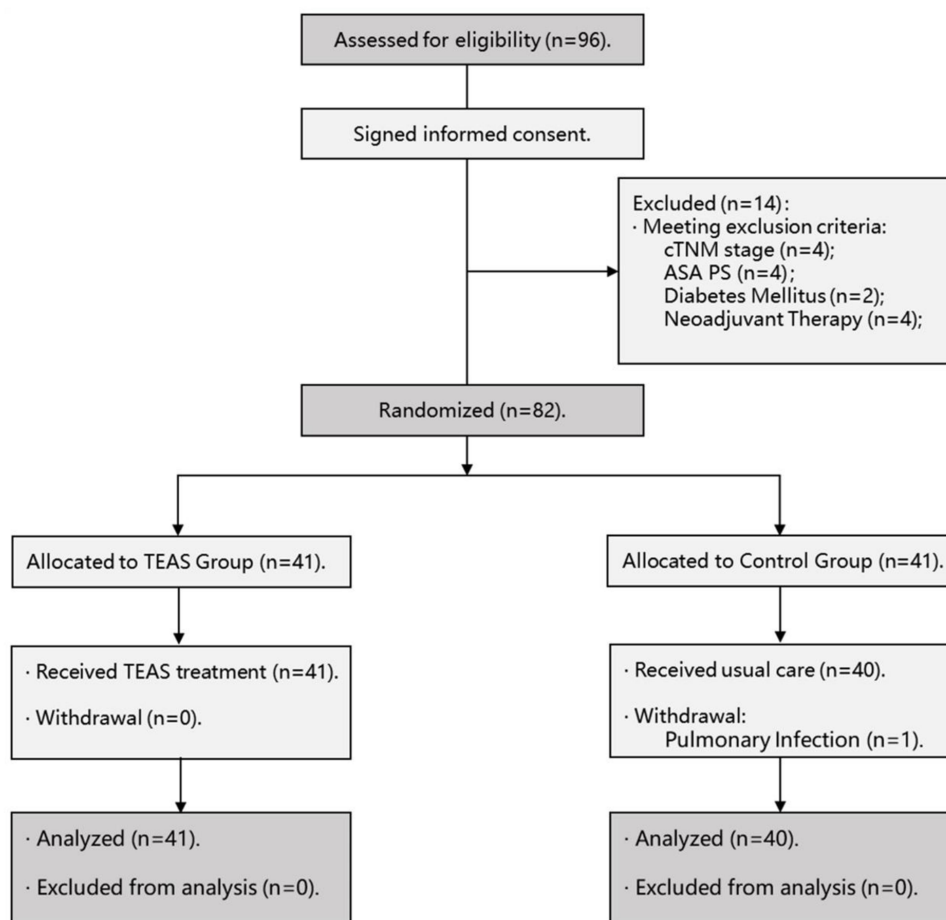 Assessed for eligibility (n=96).
Signed informed consent.
Excluded (n=14):
· Meeting exclusion criteria:
cTNM stage (n=4);
ASA PS (n=4);
Diabetes Mellitus (n=2);
Neoadjuvant Therapy (n=4);
Randomized (n=82).
Allocated to TEAS Group (n=41).
Allocated to Control Group (n=41).
· Received TEAS treatment (n=41).
· Withdrawal (n=0).
· Received usual care (n=40).
· Withdrawal:
Pulmonary Infection (n=1).
· Analyzed (n=41).
· Excluded from analysis (n=0).
· Analyzed (n=40).
· Excluded from analysis (n=0).